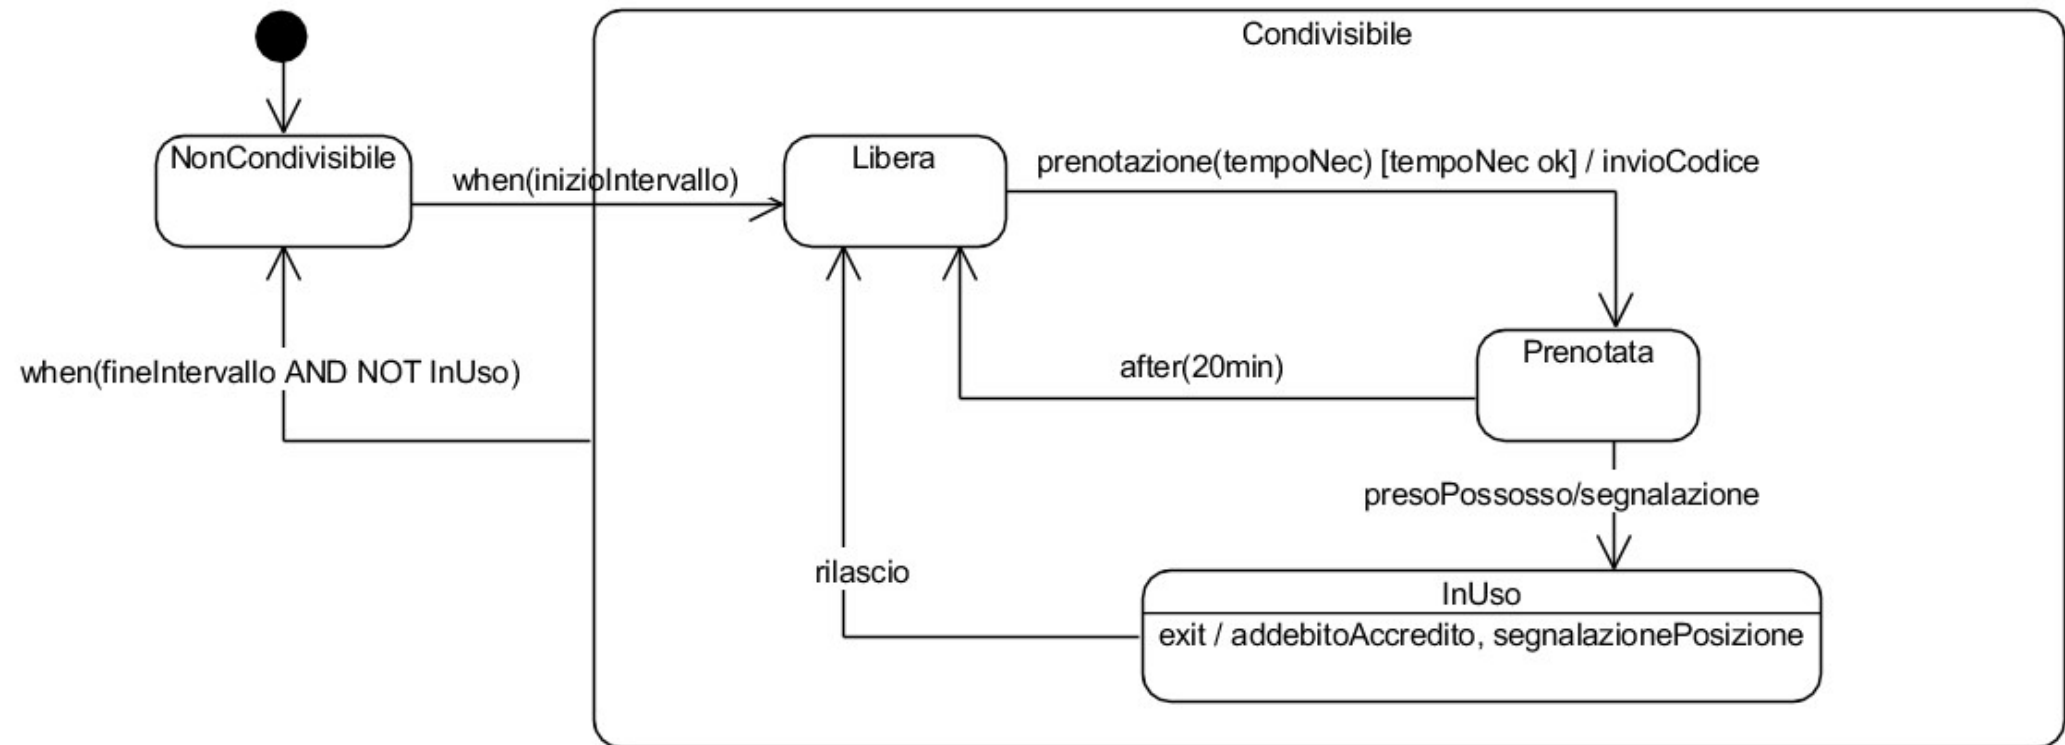 Condivisibile
NonCondivisibile
when(inizioIntervallo)
Libera
prenotazione(tempoNec) [tempoNec ok] / invioCodice
when(fineIntervallo AND NOT InUso)
after(20min)
Prenotata
presoPossosso/segnalazione
rilascio
InUso
exit / addebitoAccredito, segnalazionePosizione